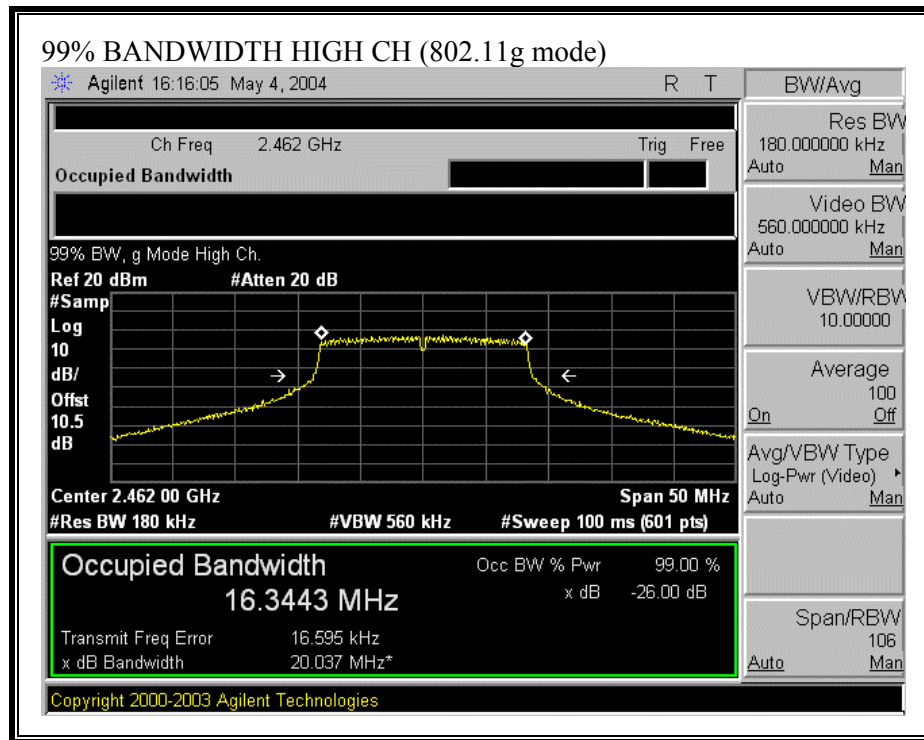 99% BANDWIDTH HIGH CH (802.11g mode)
Agilent 16:16:05 May 4, 2004 R T
BW/Avg
Ch Freq 2.462 GHz Trig Free
Occupied Bandwidth
Res BW
180.000000 kHz
Auto Man
Video BW
560.000000 kHz
Auto Man
VBW/RBW
10.00000
Average
100
On Off
Avg/VBW Type
Log-Pwr (Video)
Auto Man
Span/RBW
106
Auto Man
99% BW, g Mode High Ch.
Ref 20 dBm #Atten 20 dB
#Samp
Log
10
dB/
Offst
10.5
dB
Center 2.462 00 GHz Span 50 MHz
#Res BW 180 kHz #VBW 560 kHz #Sweep 100 ms (601 pts)
Occupied Bandwidth Occ BW % Pwr 99.00 %
16.3443 MHz x dB -26.00 dB
Transmit Freq Error 16.595 kHz
x dB Bandwidth 20.037 MHz*
Copyright 2000-2003 Agilent Technologies